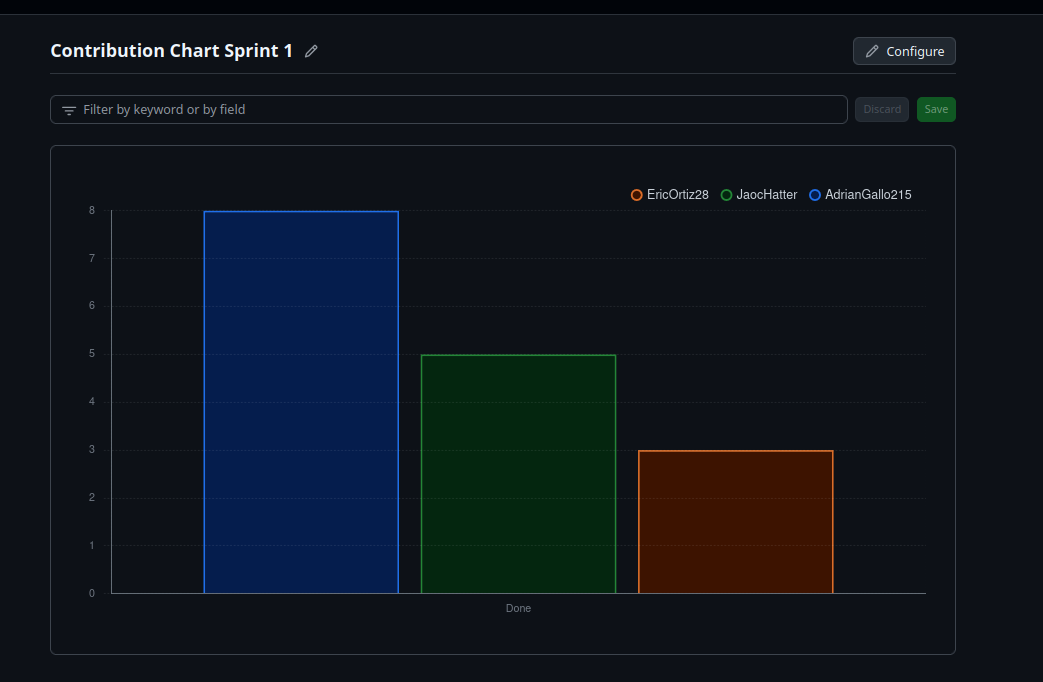 Contribution Chart Sprint 1
Configure
Filter by keyword or by field
Discard
Save
EricOrtiz28 JaocHatter AdrianGallo215
8
7
6
5
4
3
2
1
0
Done